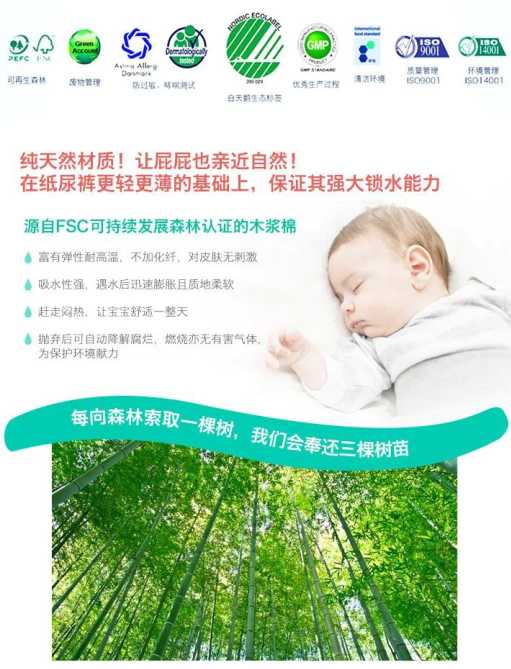 PEFC
FSC
可再生森林
Green
Account
废物管理
Astma Allergi
Danmark
Dermatologically
tested
防过敏、哮喘测试
NORDIC ECOLABEL
白天鹅生态标签
GMP
GMP STANDARD
优秀生产过程
International
food standard
IFS
清洁环境
ISO
9001
质量管理
ISO9001
ISO
14001
环境管理
ISO14001
纯天然材质！让屁屁也亲近自然！
在纸尿裤更轻更薄的基础上，保证其强大锁水能力
源自FSC可持续发展森林认证的木浆棉
富有弹性耐高温，不加化纤，对皮肤无刺激
吸水性强，遇水后迅速膨胀且质地柔软
赶走闷热，让宝宝舒适一整天
抛弃后可自动降解腐烂，燃烧亦无有害气体，
为保护环境献力
每向森林索取一棵树，我们会奉还三棵树苗